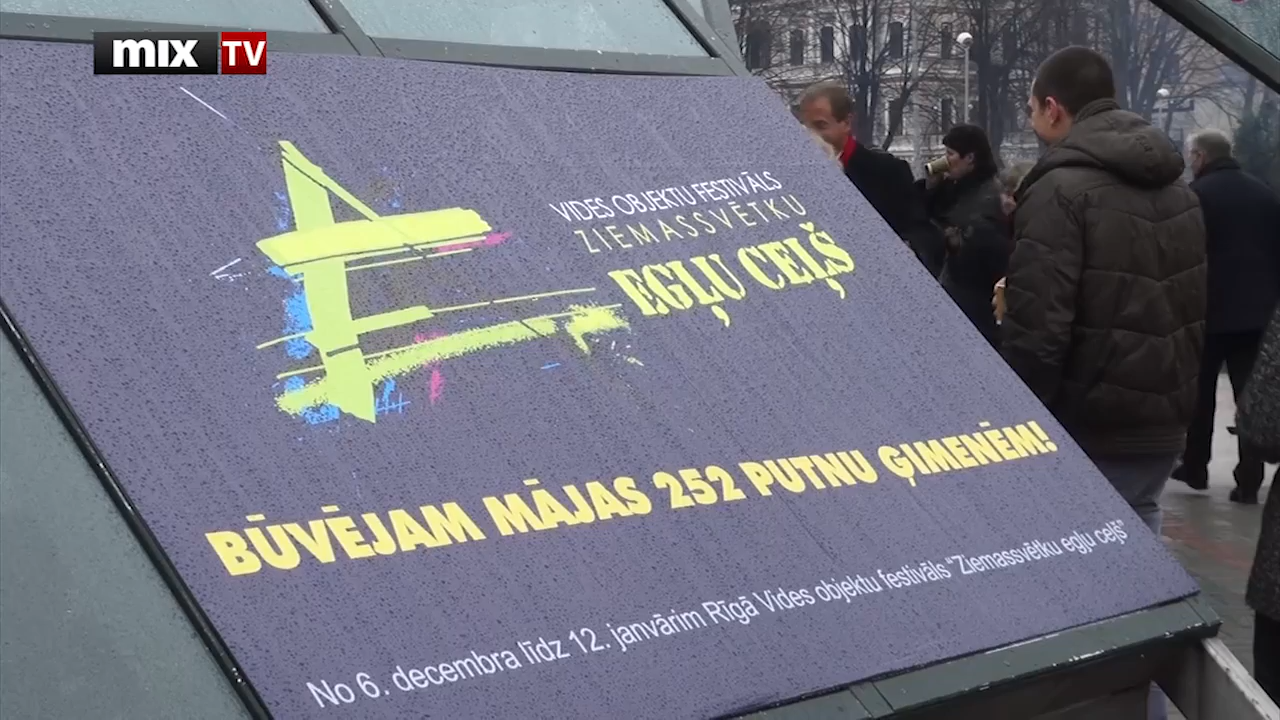 MIX TV
VIDES OBJEKTU FESTIVĀLS
ZIEMASSVĒTKU
EGĻU CEĻŠ
BŪVĒJAM MĀJAS 252 PUTNU ĢIMENĒM!
No 6. decembra līdz 12. janvārim Rīgā Vides objektu festivāls "Ziemassvētku egļu ceļš"